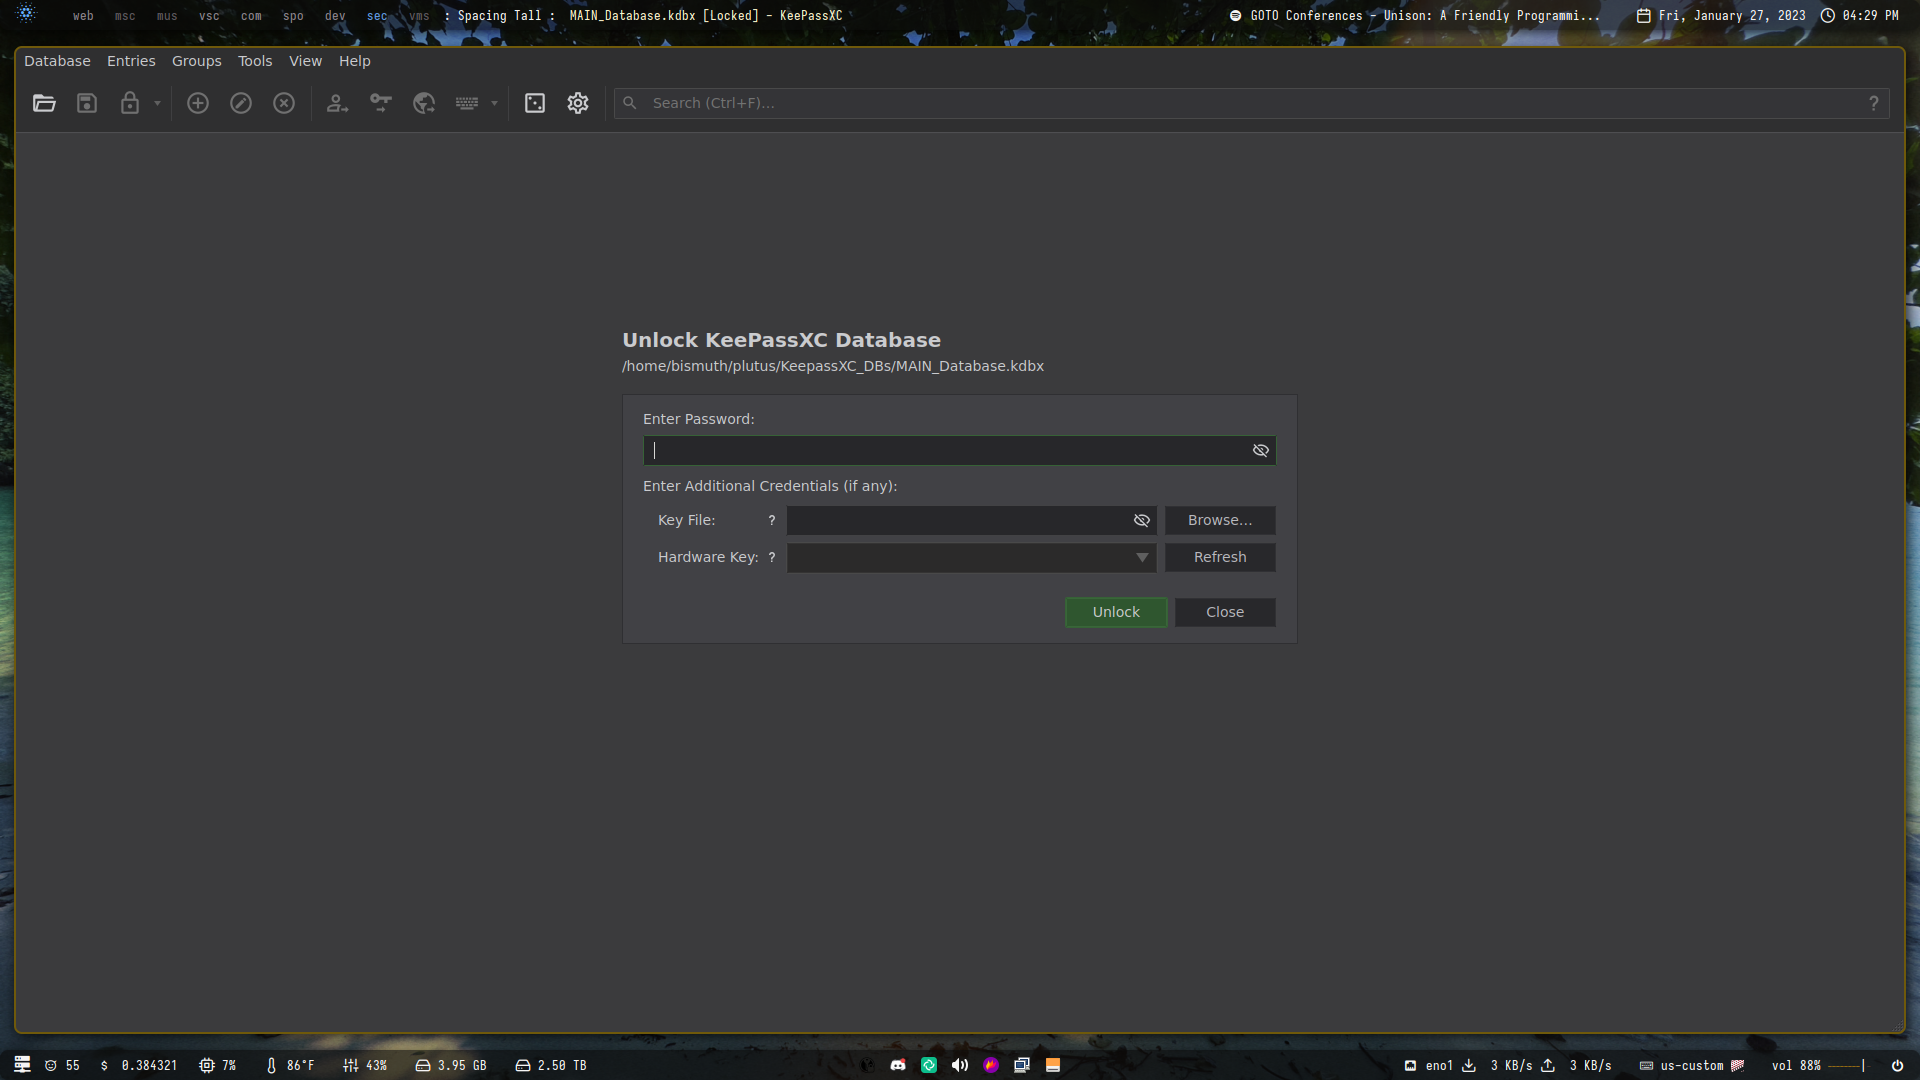 web msc mus vsc com spo dev sec vms : Spacing Tall : MAIN_Database.kdbx [Locked] - KeePassXC GOTO Conferences - Unison: A Friendly Programmi... Fri, January 27, 2023 04:29 PM
Database Entries Groups Tools View Help
Search (Ctrl+F)... ?
Unlock KeePassXC Database
/home/bismuth/plutus/KeepassXC_DBs/MAIN_Database.kdbx
Enter Password:
Enter Additional Credentials (if any):
Key File: ? Browse...
Hardware Key: ? Refresh
Unlock Close
55 $ 0.384321 7% 86°F 43% 3.95 GB 2.50 TB eno1 3 KB/s 3 KB/s us-custom vol 88%